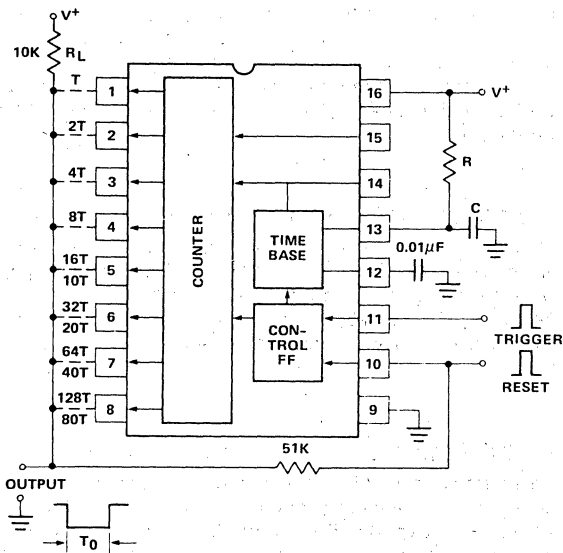 V+
10K
RL
T
1
2T
2
4T
3
8T
4
16T
10T
5
32T
20T
6
64T
40T
7
128T
80T
8
COUNTER
TIME
BASE
CON-
TROL
FF
16
V+
15
R
14
13
C
12
0.01μF
11
TRIGGER
10
RESET
9
51K
OUTPUT
T0